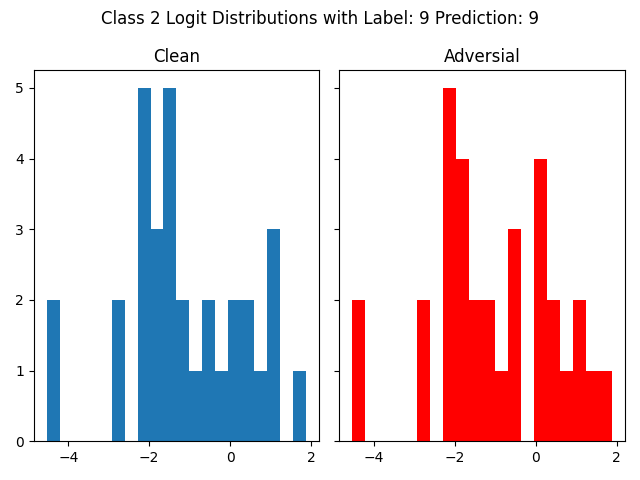 Class 2 Logit Distributions with Label: 9 Prediction: 9
Clean
Adversial
5
4
3
2
1
0
−4 −2 0 2
−4 −2 0 2